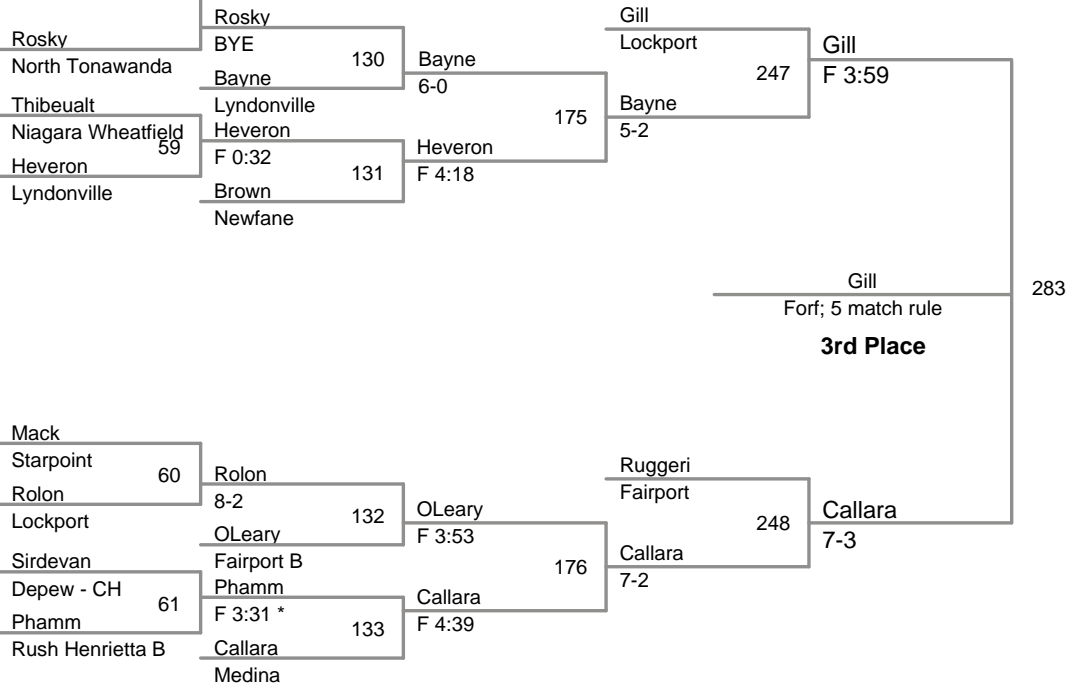 Rosky
North Tonawanda
Thibeualt
Niagara Wheatfield
59
Heveron
Lyndonville
Rosky
BYE
130
Bayne
Lyndonville
Heveron
F 0:32
131
Brown
Newfane
Bayne
6-0
175
Heveron
F 4:18
Gill
Lockport
247
Bayne
5-2
Gill
F 3:59
Gill
283
Forf; 5 match rule
3rd Place
Mack
Starpoint
60
Rolon
Lockport
Sirdevan
Depew - CH
61
Phamm
Rush Henrietta B
Rolon
8-2
132
OLeary
Fairport B
Phamm
F 3:31 *
133
Callara
Medina
OLeary
F 3:53
176
Callara
F 4:39
Ruggeri
Fairport
248
Callara
7-2
Callara
7-3